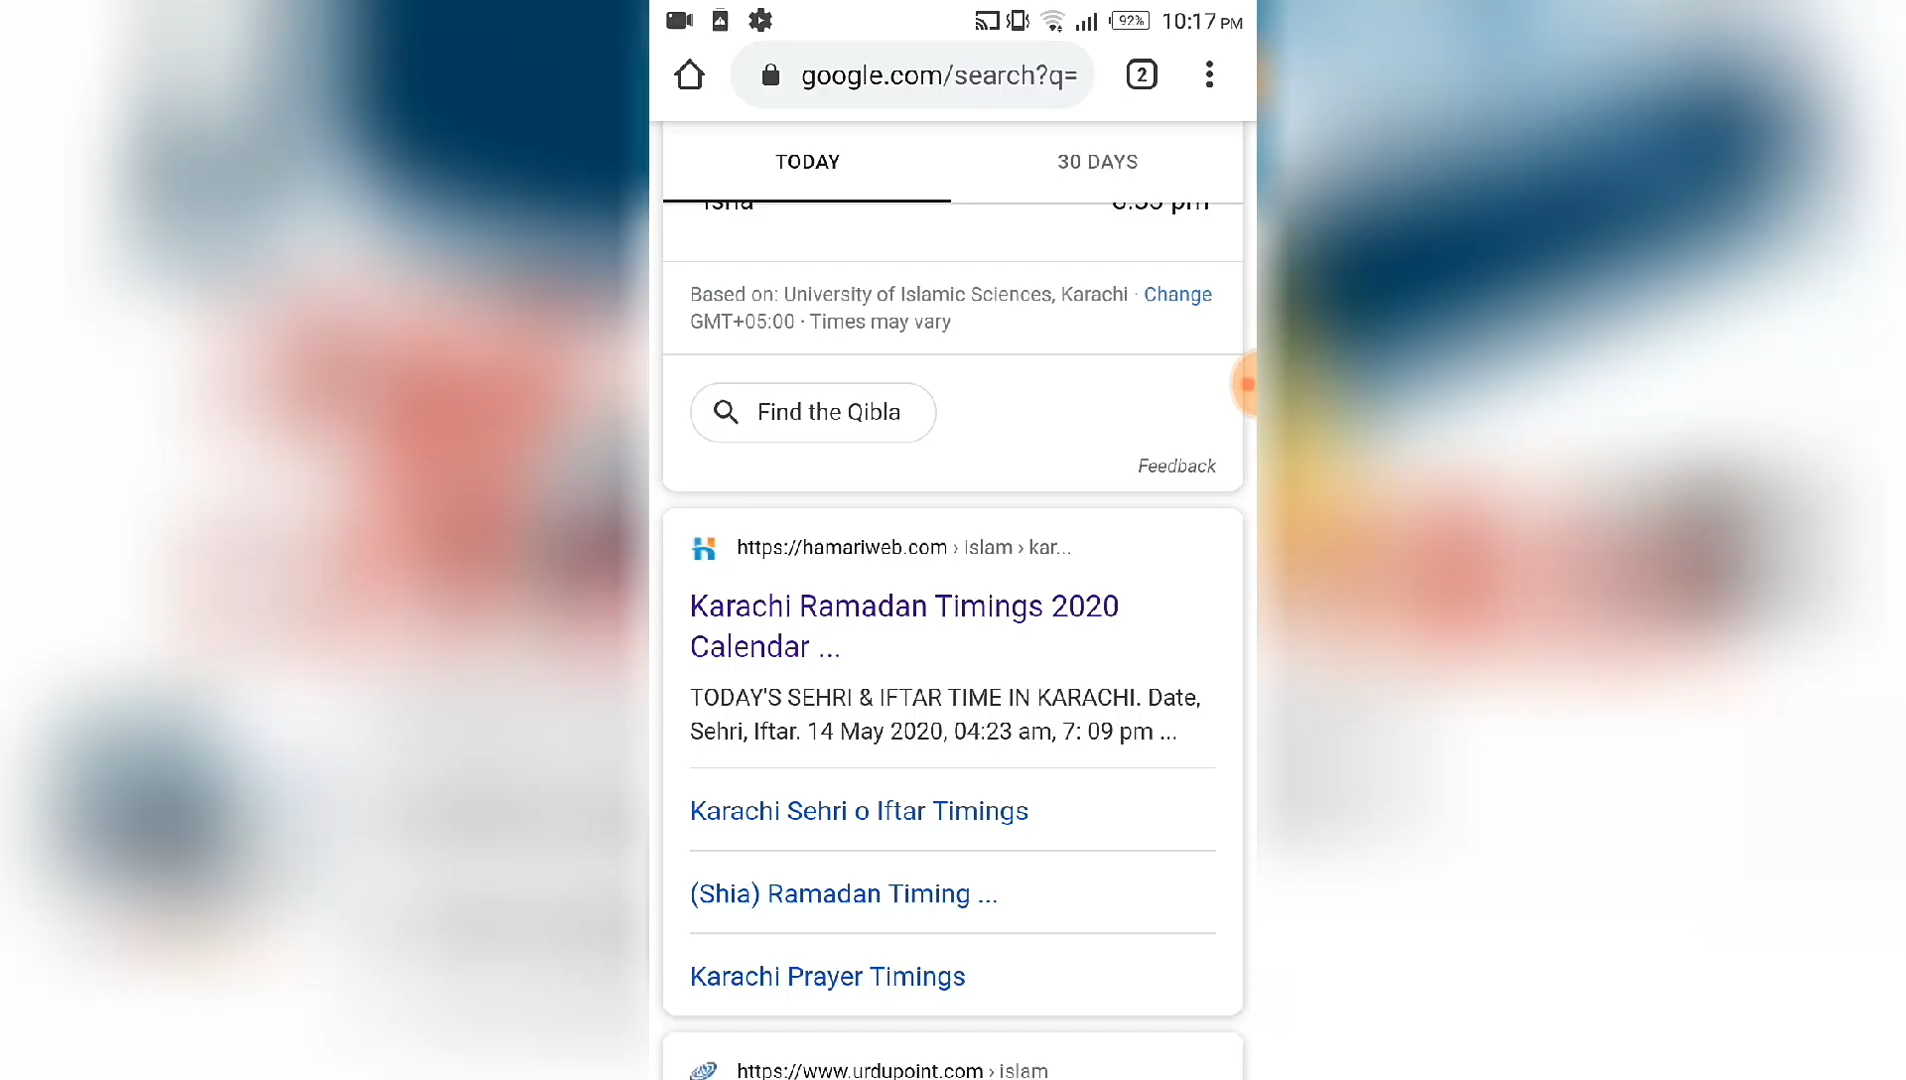 92% 10:17 PM
google.com/search?q= 2
TODAY 30 DAYS
Isha pm
Based on: University of Islamic Sciences, Karachi · Change
GMT+05:00 · Times may vary
Find the Qibla
Feedback
https://hamariweb.com › islam › kar...
Karachi Ramadan Timings 2020
Calendar ...
TODAY'S SEHRI & IFTAR TIME IN KARACHI. Date,
Sehri, Iftar. 14 May 2020, 04:23 am, 7: 09 pm ...
Karachi Sehri o Iftar Timings
(Shia) Ramadan Timing ...
Karachi Prayer Timings
https://www.urdupoint.com › islam